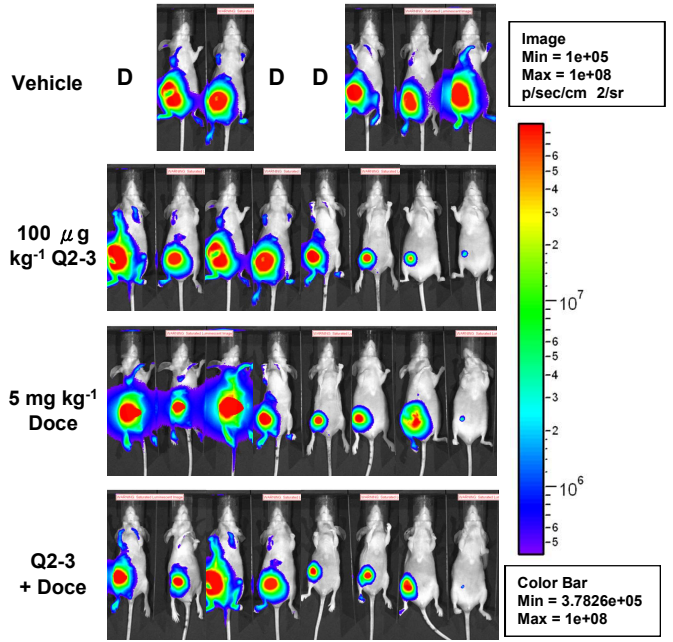 Vehicle
D
D
D
Image
Min = 1e+05
Max = 1e+08
p/sec/cm 2/sr
100 μg
kg-1 Q2-3
5 mg kg-1
Doce
Q2-3
+ Doce
6
5
4
3
2
10⁷
6
5
4
3
2
10⁶
6
5
4
Color Bar
Min = 3.7826e+05
Max = 1e+08